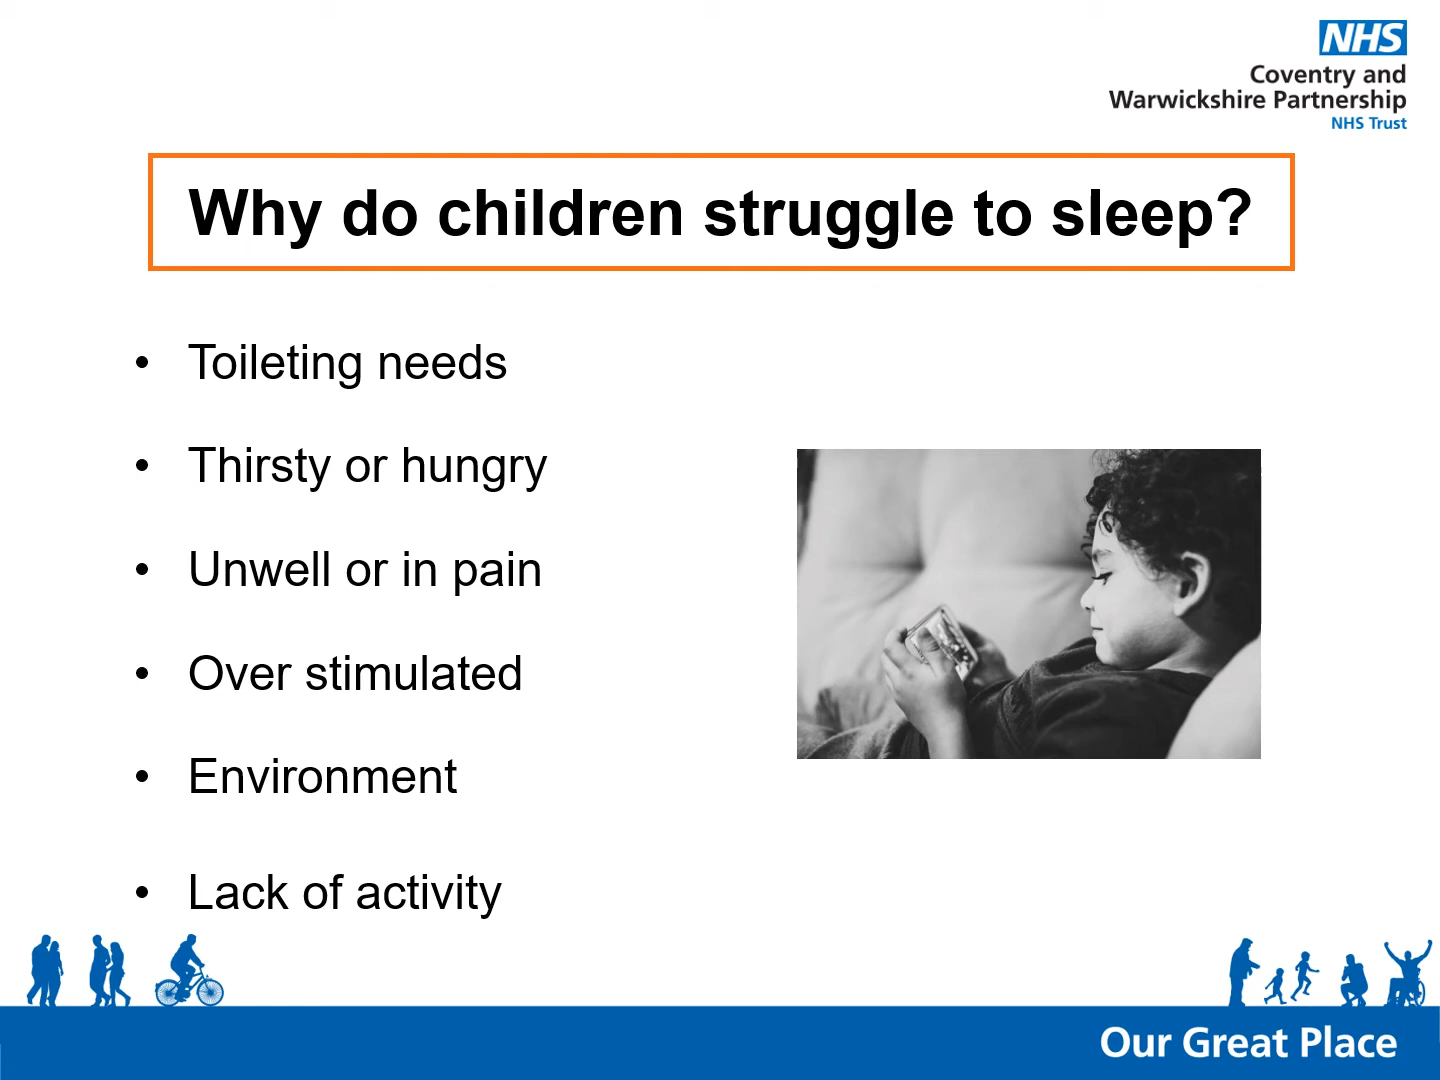 NHS
Coventry and
Warwickshire Partnership
NHS Trust
Why do children struggle to sleep?
• Toileting needs
• Thirsty or hungry
• Unwell or in pain
• Over stimulated
• Environment
• Lack of activity
Our Great Place